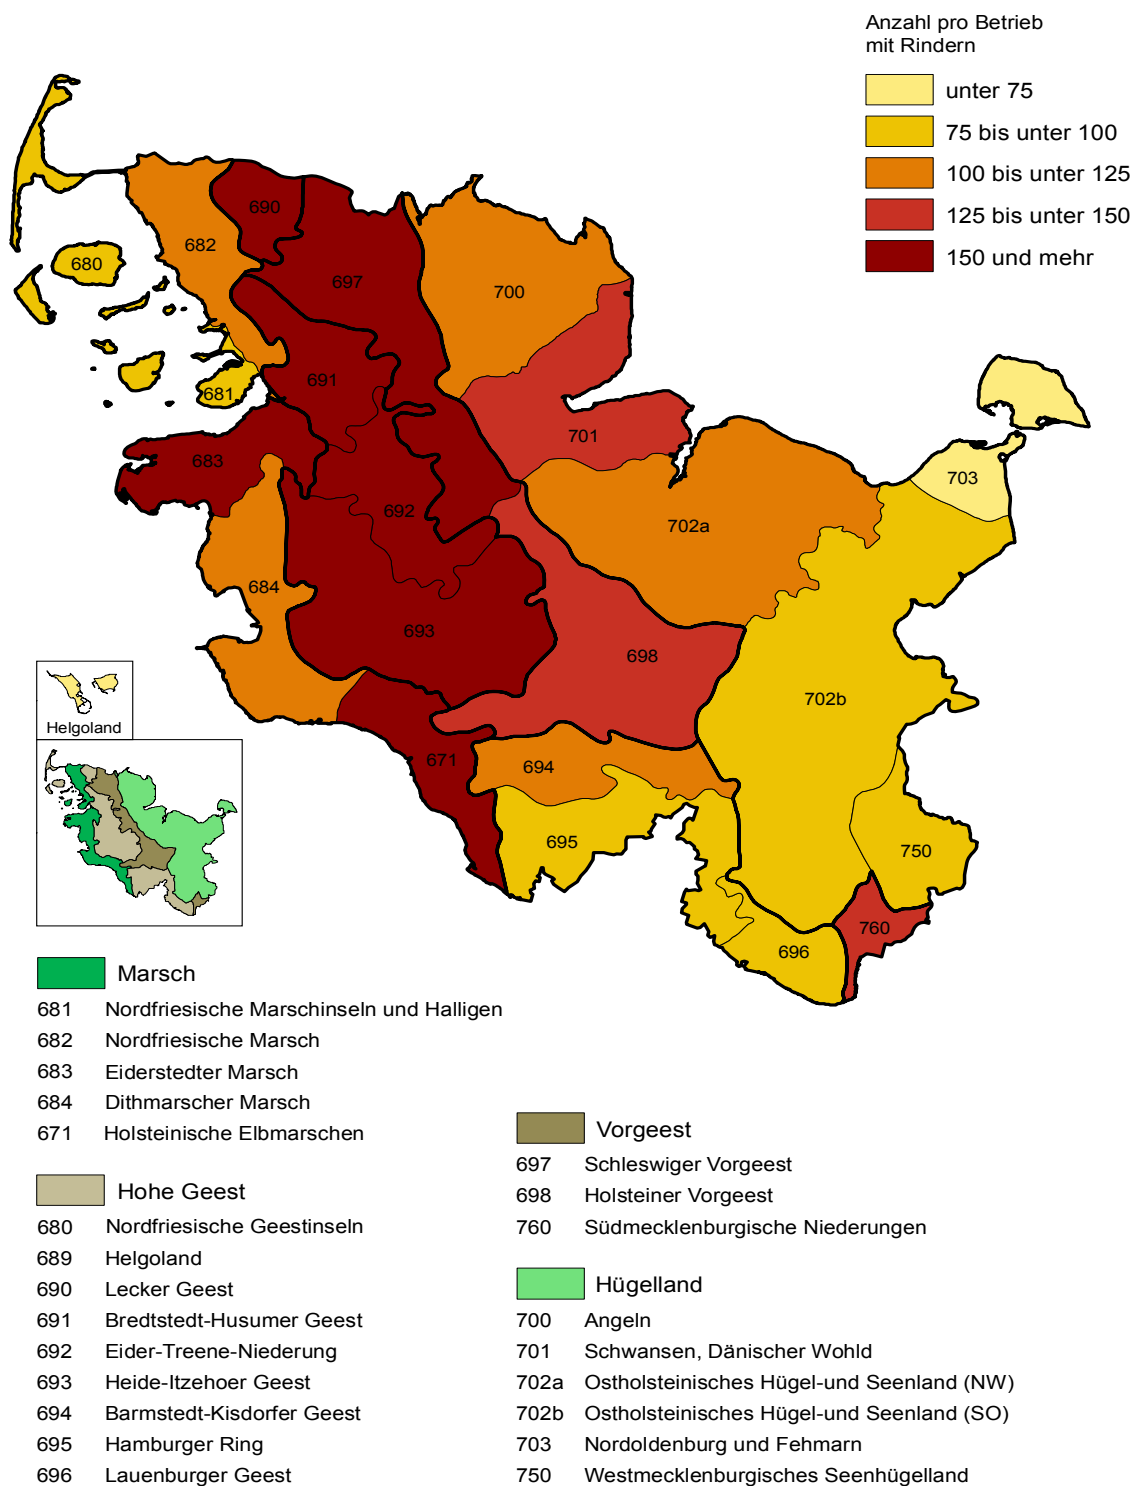 Anzahl pro Betrieb
mit Rindern
unter 75
75 bis unter 100
100 bis unter 125
125 bis unter 150
150 und mehr
690
682
680
697
700
691
681
701
683
703
692
702a
684
693
698
702b
Helgoland
671
694
695
750
760
696
Marsch
681 Nordfriesische Marschinseln und Halligen
682 Nordfriesische Marsch
683 Eiderstedter Marsch
684 Dithmarscher Marsch
671 Holsteinische Elbmarschen
Hohe Geest
680 Nordfriesische Geestinseln
689 Helgoland
690 Lecker Geest
691 Bredtstedt-Husumer Geest
692 Eider-Treene-Niederung
693 Heide-Itzehoer Geest
694 Barmstedt-Kisdorfer Geest
695 Hamburger Ring
696 Lauenburger Geest
Vorgeest
697 Schleswiger Vorgeest
698 Holsteiner Vorgeest
760 Südmecklenburgische Niederungen
Hügelland
700 Angeln
701 Schwansen, Dänischer Wohld
702a Ostholsteinisches Hügel-und Seenland (NW)
702b Ostholsteinisches Hügel-und Seenland (SO)
703 Nordoldenburg und Fehmarn
750 Westmecklenburgisches Seenhügelland